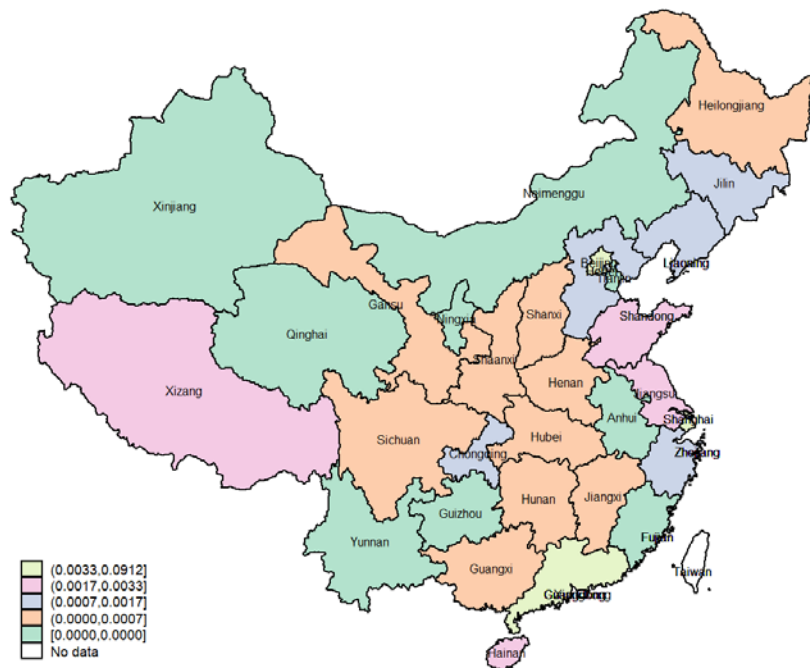 Heilongjiang
Jilin
Xinjiang
Neimenggu
Liaoning
Beijing
Tianjin
Gansu
Ningxia
Shanxi
Shandong
Qinghai
Shaanxi
Henan
Jiangsu
Xizang
Anhui
Shanghai
Sichuan
Hubei
Chongqing
Zhejiang
Hunan
Jiangxi
Guizhou
Yunnan
Fujian
Guangxi
Taiwan
Hainan
(0.0033,0.0912]
(0.0017,0.0033]
(0.0007,0.0017]
(0.0000,0.0007]
[0.0000,0.0000]
No data